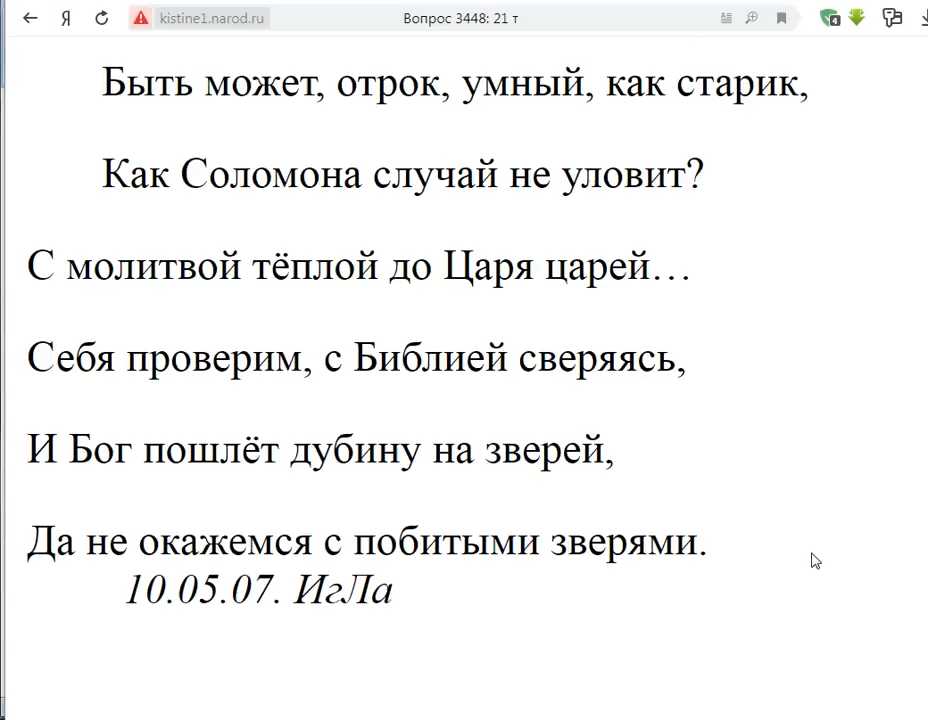 Я kistine1.narod.ru Вопрос 3448: 21 т 4
Быть может, отрок, умный, как старик,
Как Соломона случай не уловит?
С молитвой тёплой до Царя царей…
Себя проверим, с Библией сверяясь,
И Бог пошлёт дубину на зверей,
Да не окажемся с побитыми зверями.
10.05.07. ИгЛа